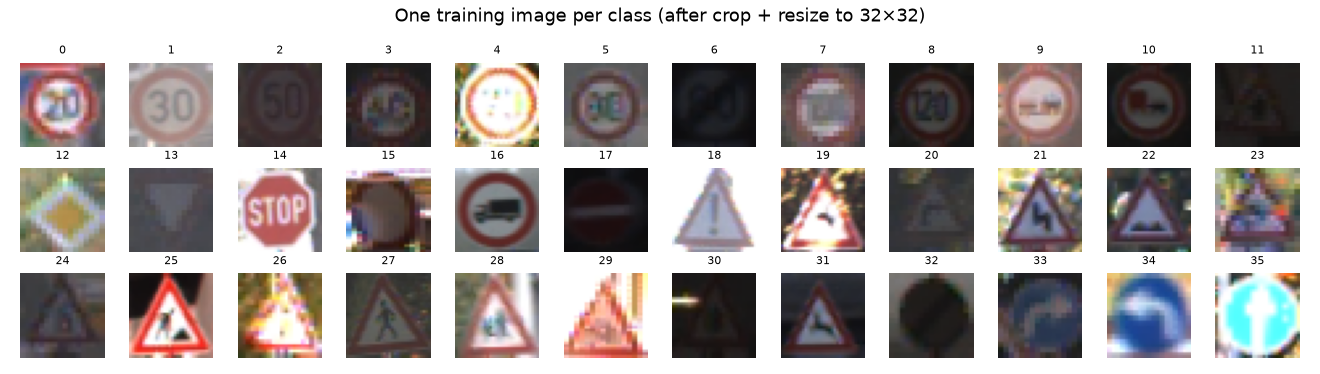 One training image per class (after crop + resize to 32×32)
0 1 2 3 4 5 6 7 8 9 10 11
20 30 50 120
12 13 14 15 16 17 18 19 20 21 22 23
STOP
24 25 26 27 28 29 30 31 32 33 34 35